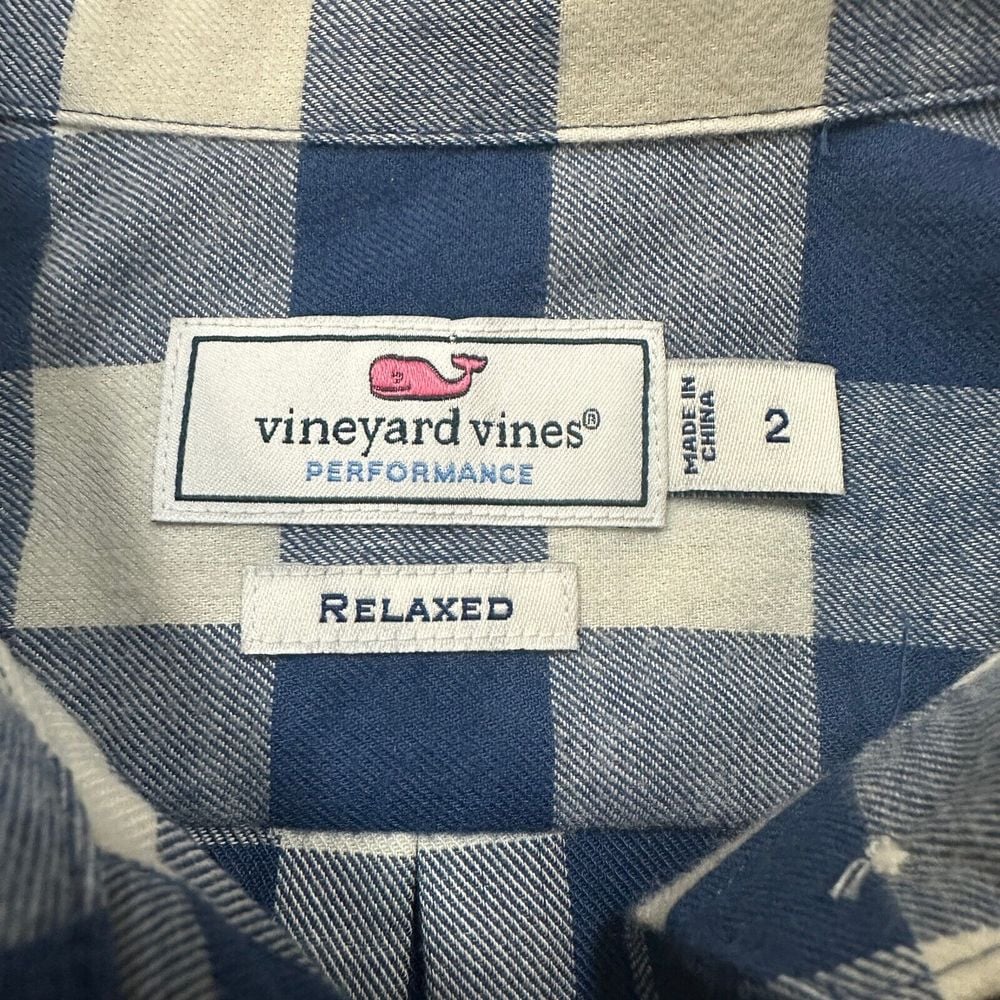 vineyard vines®
PERFORMANCE
MADE IN
CHINA
2
RELAXED